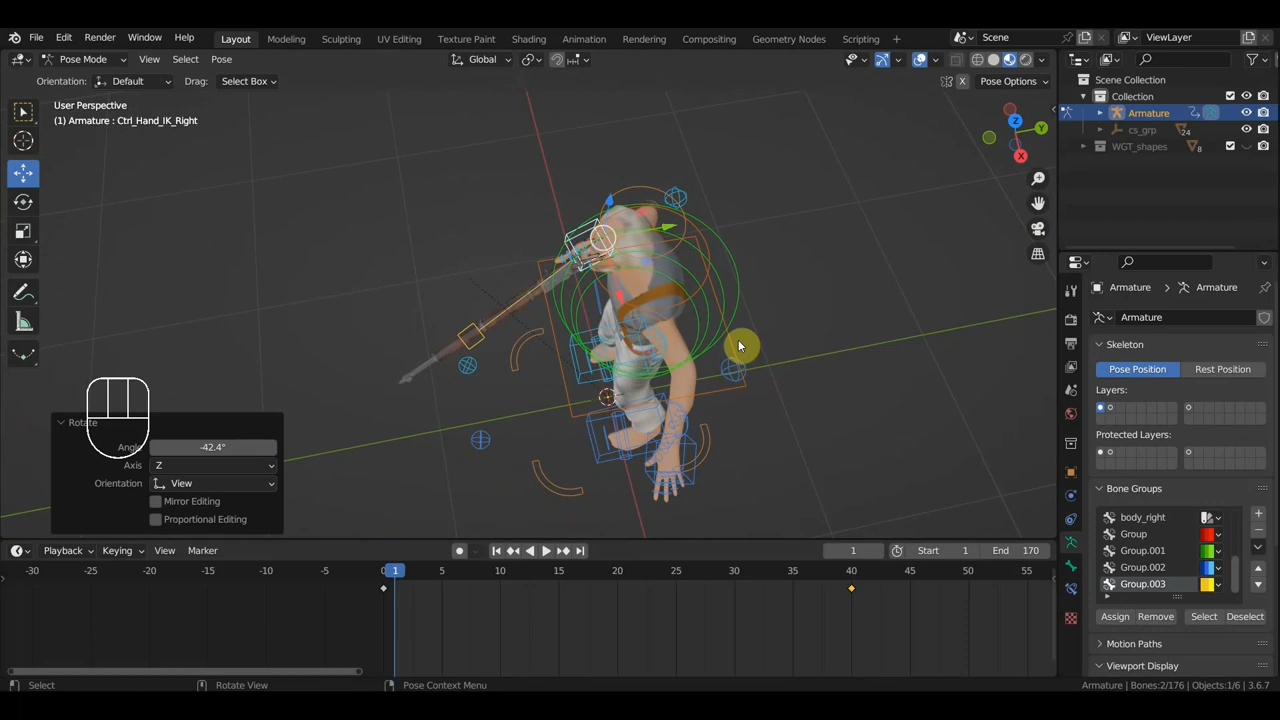 File Edit Render Window Help Layout Modeling Sculpting UV Editing Texture Paint Shading Animation Rendering Compositing Geometry Nodes Scripting + Scene ViewLayer
Pose Mode View Select Pose Global
Orientation: Default Drag: Select Box X Pose Options
Scene Collection
Collection
Armature
cs_grp 24
WGT_shapes 8
User Perspective
(1) Armature : Ctrl_Hand_IK_Right
Z
Y
X
Armature Armature
Armature
Skeleton
Pose Position Rest Position
Layers:
Protected Layers:
Bone Groups
body_right
Group
Group.001
Group.002
Group.003
Assign Remove Select Deselect
Motion Paths
Viewport Display
Rotate
Angle -42.4°
Axis Z
Orientation View
Mirror Editing
Proportional Editing
Playback Keying View Marker 1 Start 1 End 170
-30 -25 -20 -15 -10 -5 0 1 5 10 15 20 25 30 35 40 45 50 55
Select Rotate View Pose Context Menu Armature | Bones:2/176 | Objects:1/6 | 3.6.7